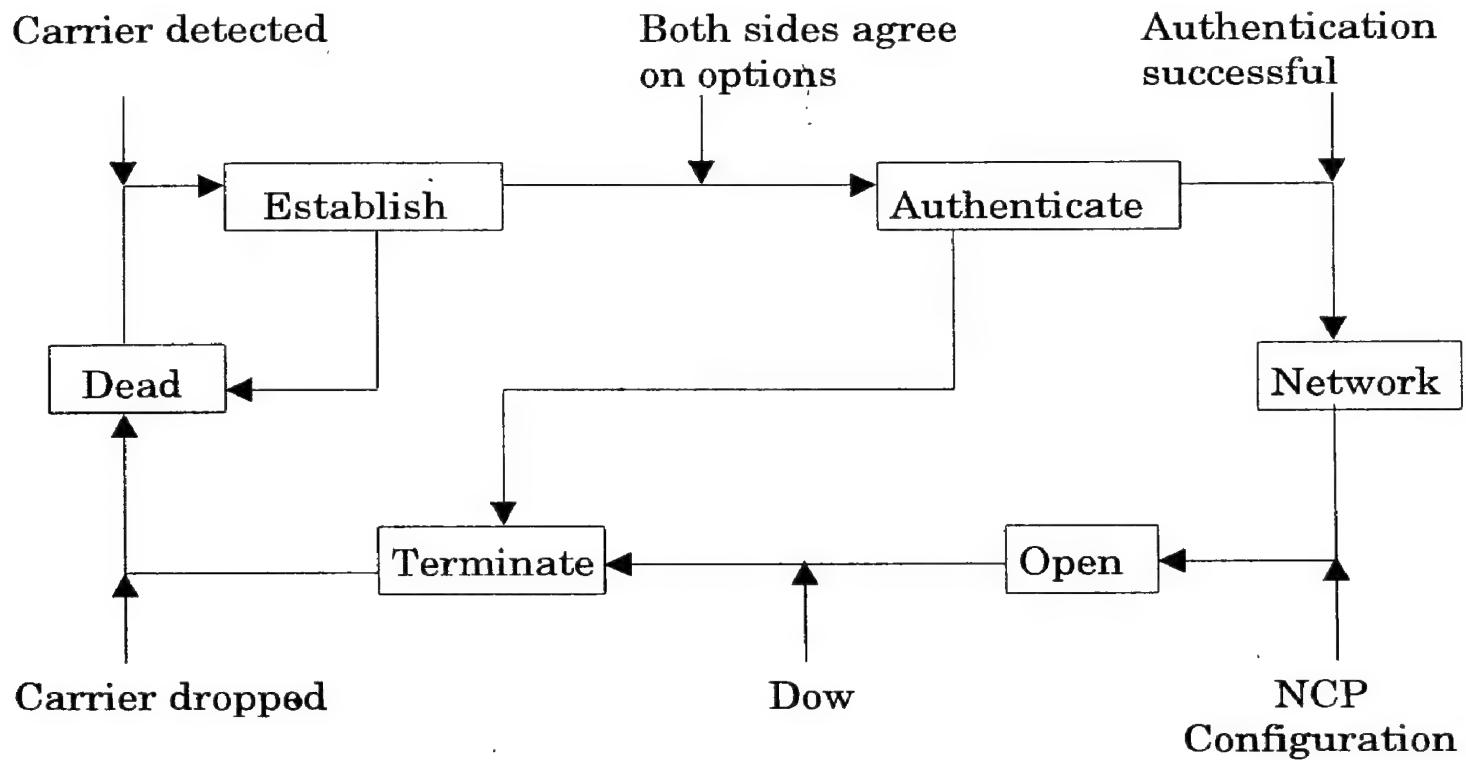 Carrier detected
Both sides agree
on options
Authentication
successful
Establish
Authenticate
Dead
Network
Terminate
Open
Carrier dropped
Dow
NCP
Configuration